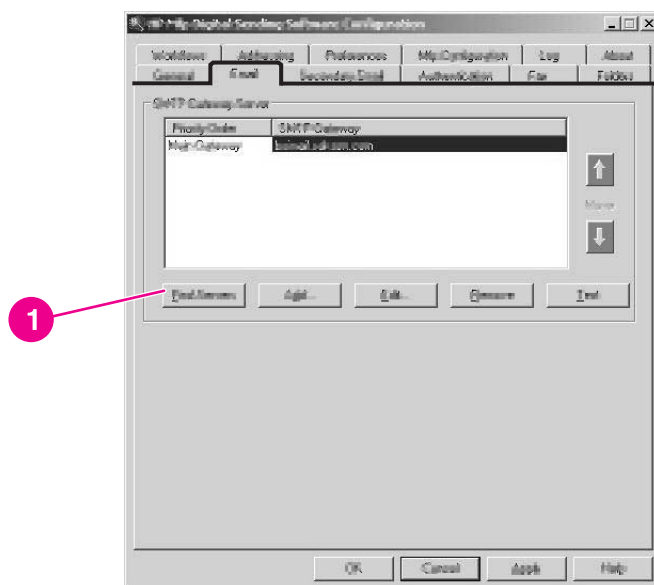 HP Mfp Digital Sending Software Configuration
Workflows Addressing Preferences Mfp Configuration Log About
General Email Secondary Email Authentication Fax Folders
SMTP Gateway Server
Priority Order SMTP Gateway
Main Gateway
Move
1
Find Servers Add... Edit... Remove Test
OK Cancel Apply Help